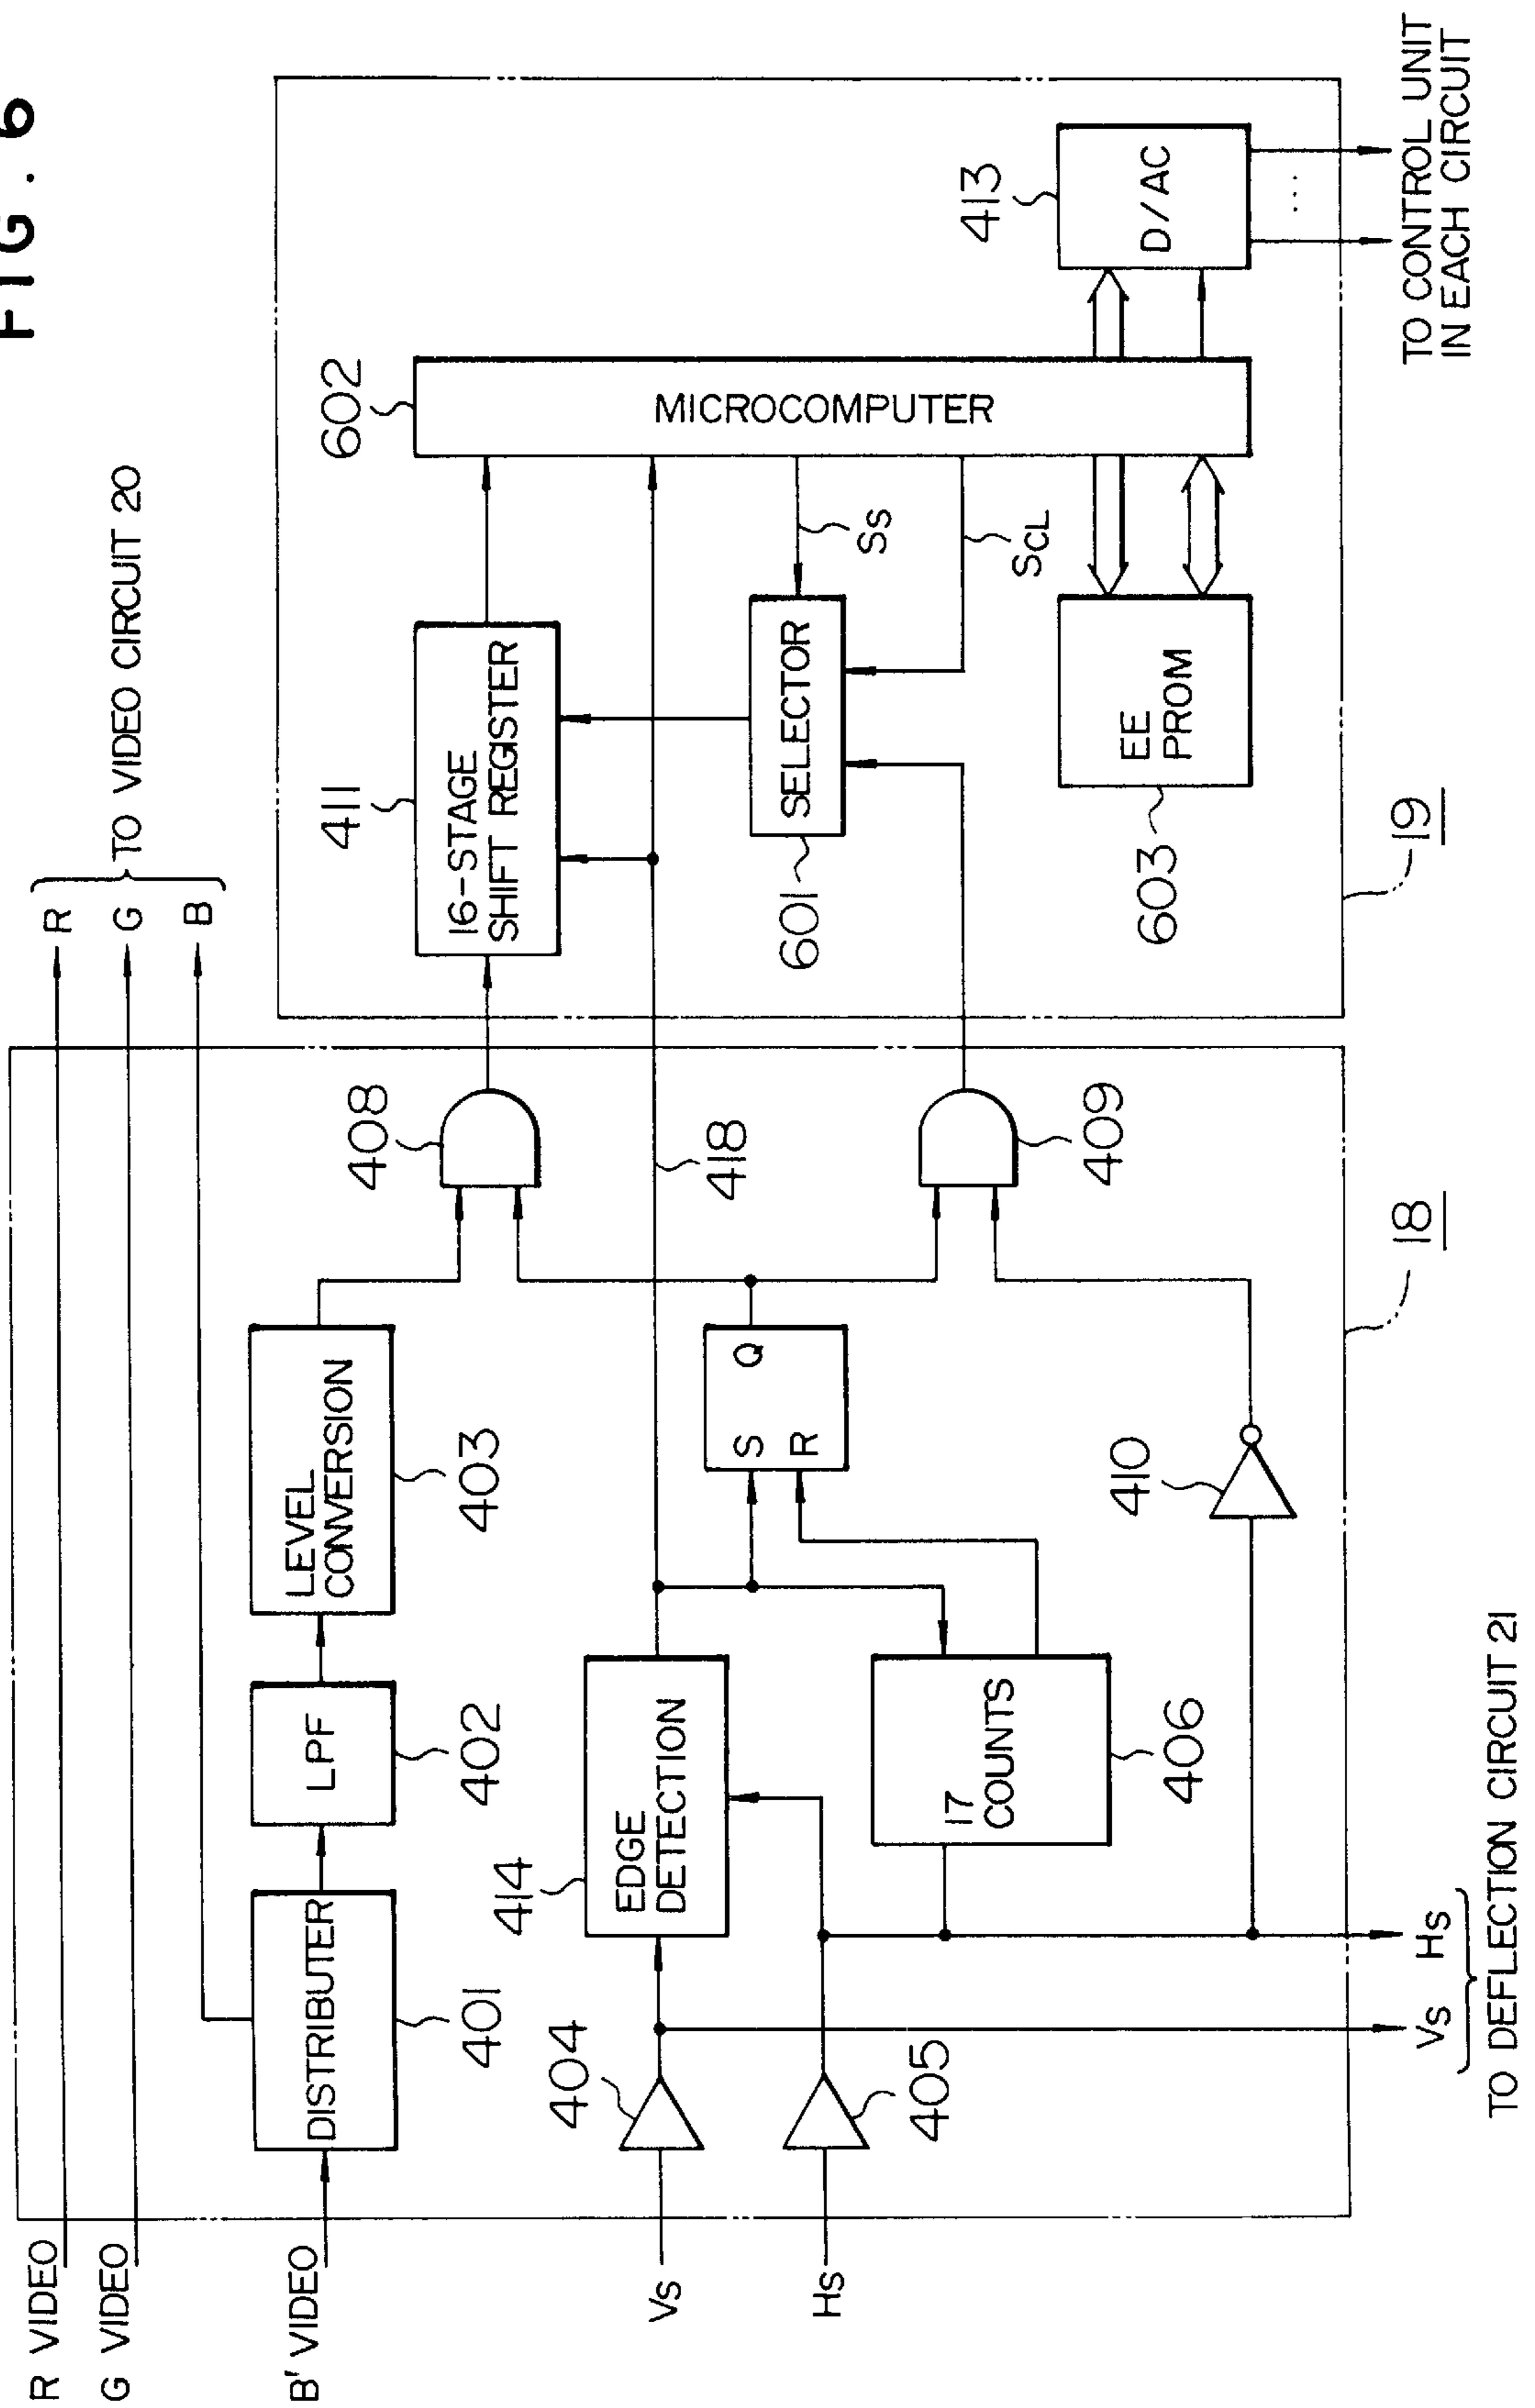 FIG. 6
R VIDEO
G VIDEO
B' VIDEO
R
G
B
TO VIDEO CIRCUIT 20
DISTRIBUTER
401
LPF
402
LEVEL
CONVERSION
403
408
411
16-STAGE
SHIFT REGISTER
602
MICROCOMPUTER
404
Vs
414
EDGE
DETECTION
418
S
R
Q
405
Hs
17
COUNTS
406
410
409
601
SELECTOR
Ss
SCL
603
EE
PROM
413
D/AC
...
Vs
Hs
TO DEFLECTION CIRCUIT 21
18
19
TO CONTROL UNIT
IN EACH CIRCUIT